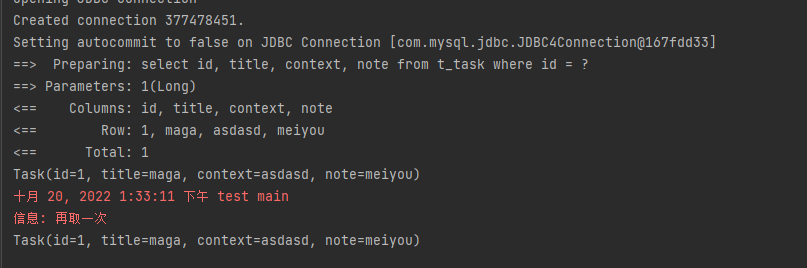 Opening JDBC Connection
Created connection 377478451.
Setting autocommit to false on JDBC Connection [com.mysql.jdbc.JDBC4Connection@167fdd33]
==>  Preparing: select id, title, context, note from t_task where id = ?
==> Parameters: 1(Long)
<==    Columns: id, title, context, note
<==        Row: 1, maga, asdasd, meiyou
<==      Total: 1
Task(id=1, title=maga, context=asdasd, note=meiyou)
十月 20, 2022 1:33:11 下午 test main
信息: 再取一次
Task(id=1, title=maga, context=asdasd, note=meiyou)